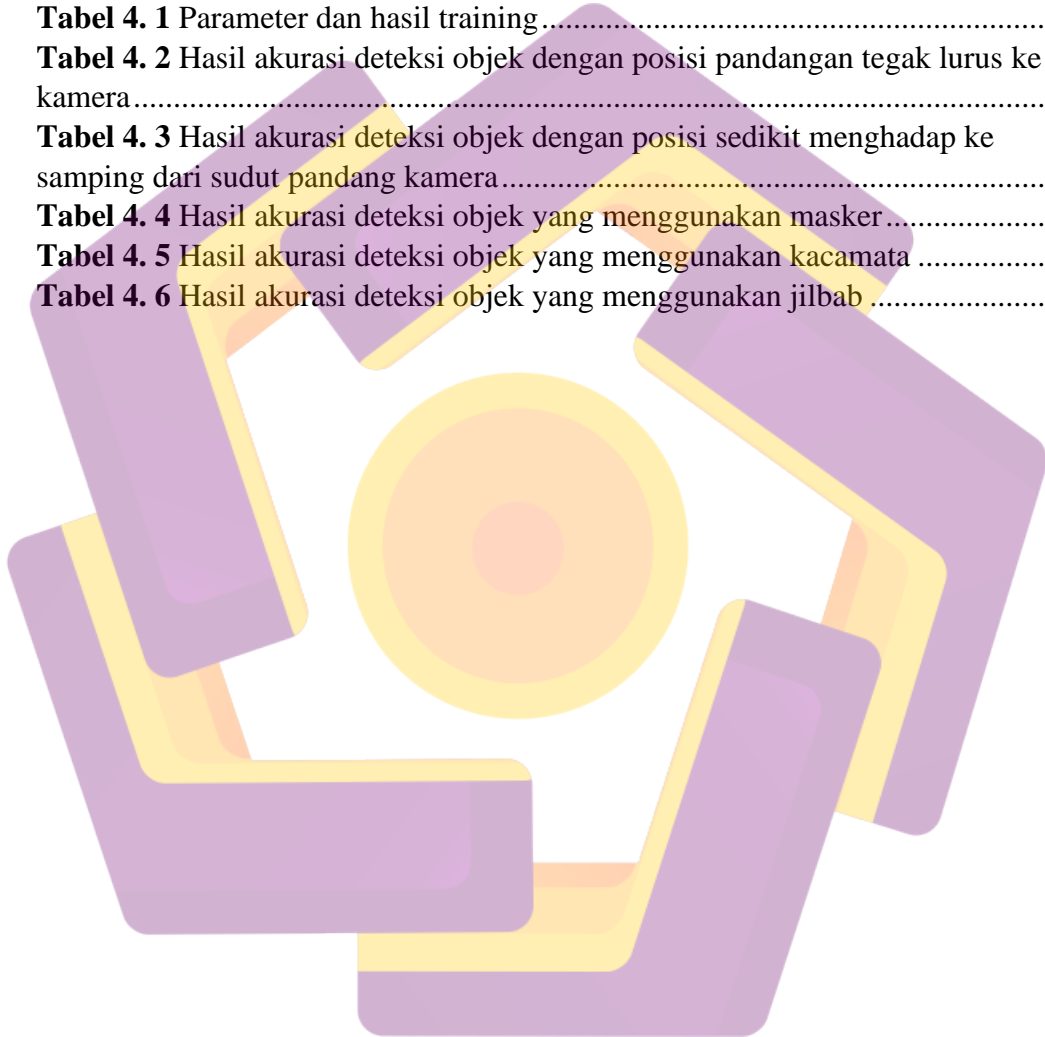 Tabel 4. 1 Parameter dan hasil training................................................................
Tabel 4. 2 Hasil akurasi deteksi objek dengan posisi pandangan tegak lurus ke
kamera....................................................................................................................
Tabel 4. 3 Hasil akurasi deteksi objek dengan posisi sedikit menghadap ke
samping dari sudut pandang kamera.....................................................................
Tabel 4. 4 Hasil akurasi deteksi objek yang menggunakan masker....................
Tabel 4. 5 Hasil akurasi deteksi objek yang menggunakan kacamata ................
Tabel 4. 6 Hasil akurasi deteksi objek yang menggunakan jilbab ......................